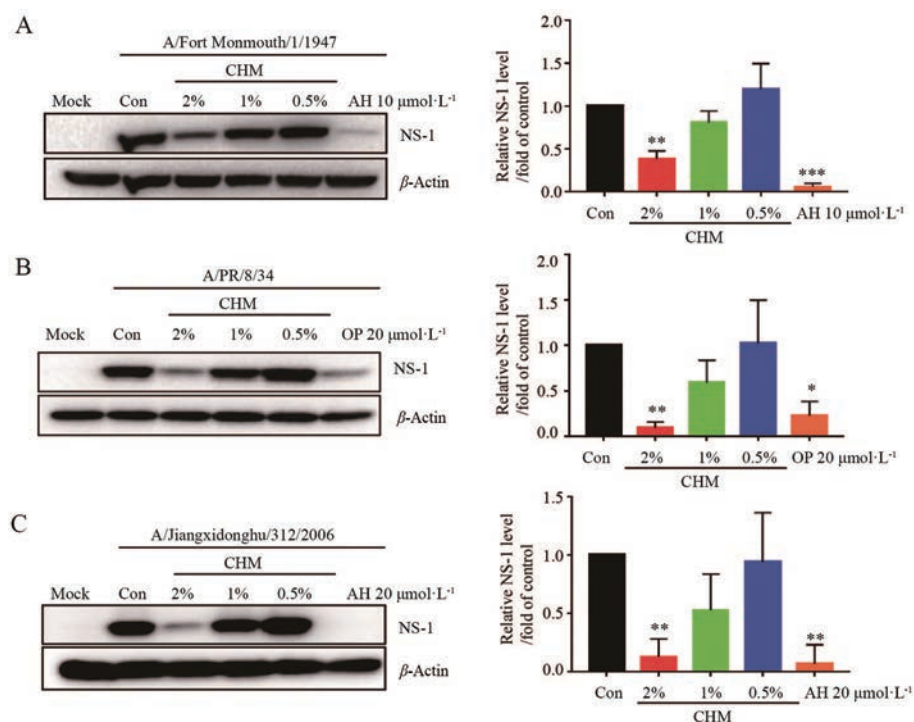 A
A/Fort Monmouth/1/1947
CHM
Mock Con 2% 1% 0.5% AH 10 μmol·L⁻¹
NS-1
β-Actin
Relative NS-1 level
/fold of control
2.0
1.5
1.0
0.5
0.0
**
***
Con 2% 1% 0.5% AH 10 μmol·L⁻¹
CHM
B
A/PR/8/34
CHM
Mock Con 2% 1% 0.5% OP 20 μmol·L⁻¹
NS-1
β-Actin
Relative NS-1 level
/fold of control
2.0
1.5
1.0
0.5
0.0
**
*
Con 2% 1% 0.5% OP 20 μmol·L⁻¹
CHM
C
A/Jiangxidonghu/312/2006
CHM
Mock Con 2% 1% 0.5% AH 20 μmol·L⁻¹
NS-1
β-Actin
Relative NS-1 level
/fold of control
1.5
1.0
0.5
0.0
**
**
Con 2% 1% 0.5% AH 20 μmol·L⁻¹
CHM